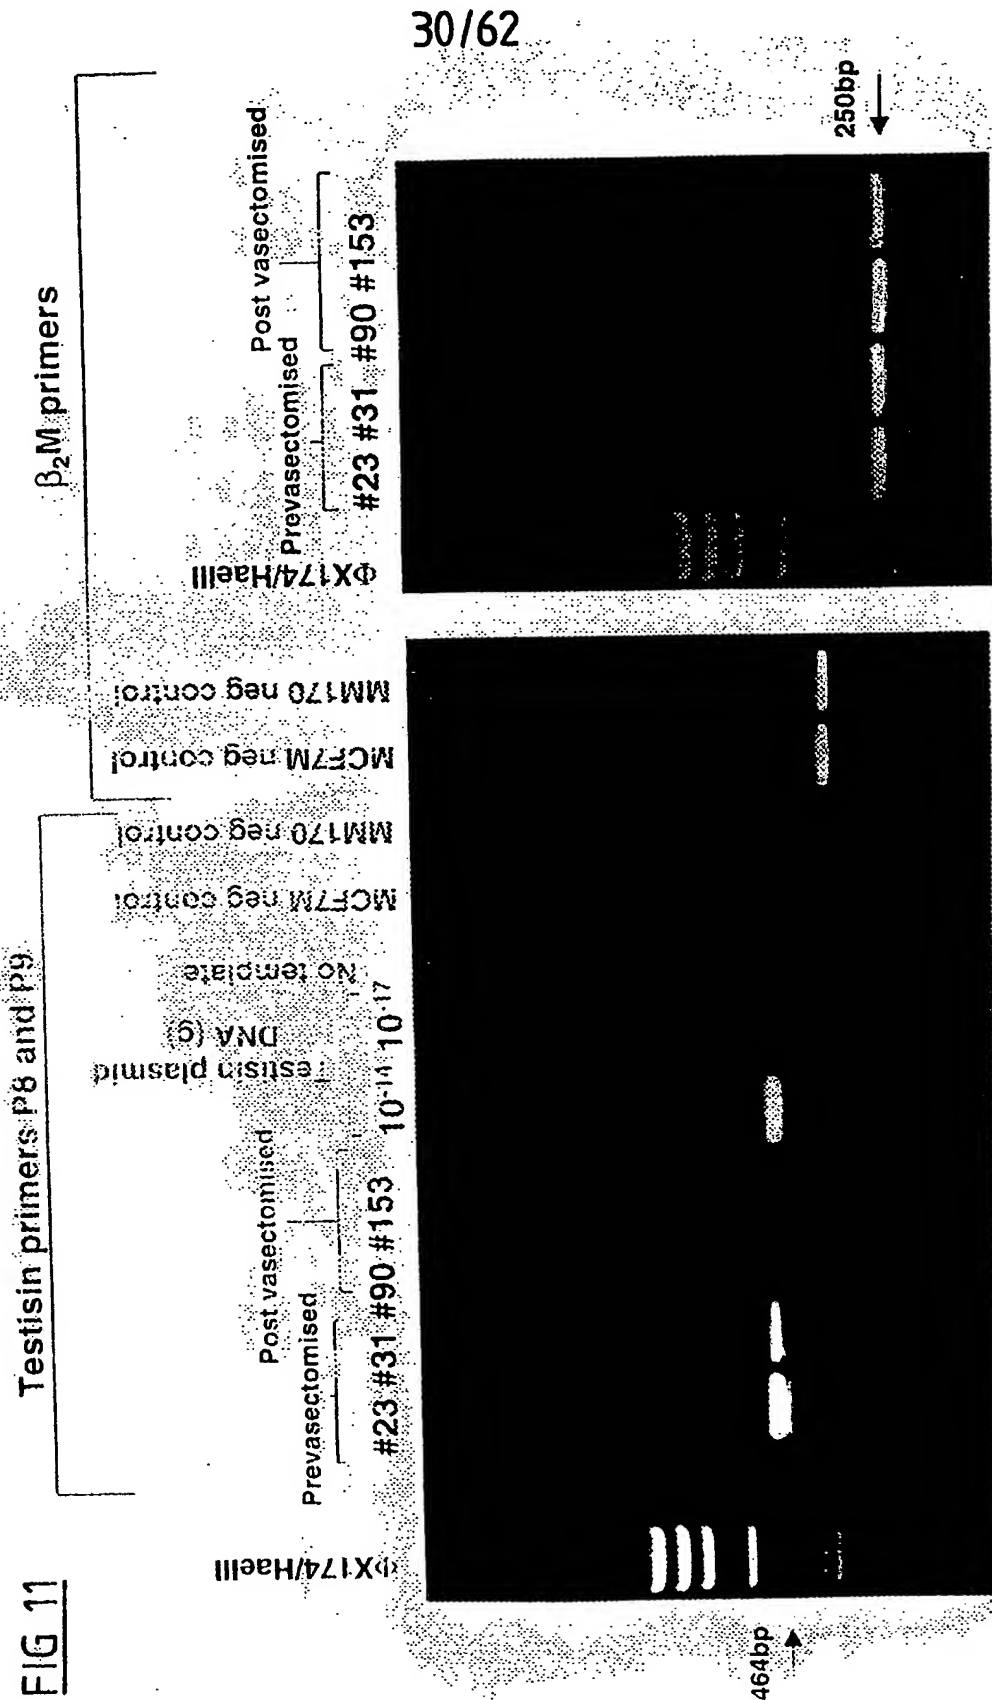 30/62
FIG 11
Testisin primers P8 and P9
β₂M primers
ΦX174/HaeIII
Prevasectomised
Post vasectomised
#23 #31 #90 #153
Testisin plasmid
DNA (g)
10⁻¹⁴ 10⁻¹⁷
No template
MCF7M neg control
MM170 neg control
MCF7M neg control
MM170 neg control
ΦX174/HaeIII
Prevasectomised
Post vasectomised
#23 #31 #90 #153
464bp
250bp